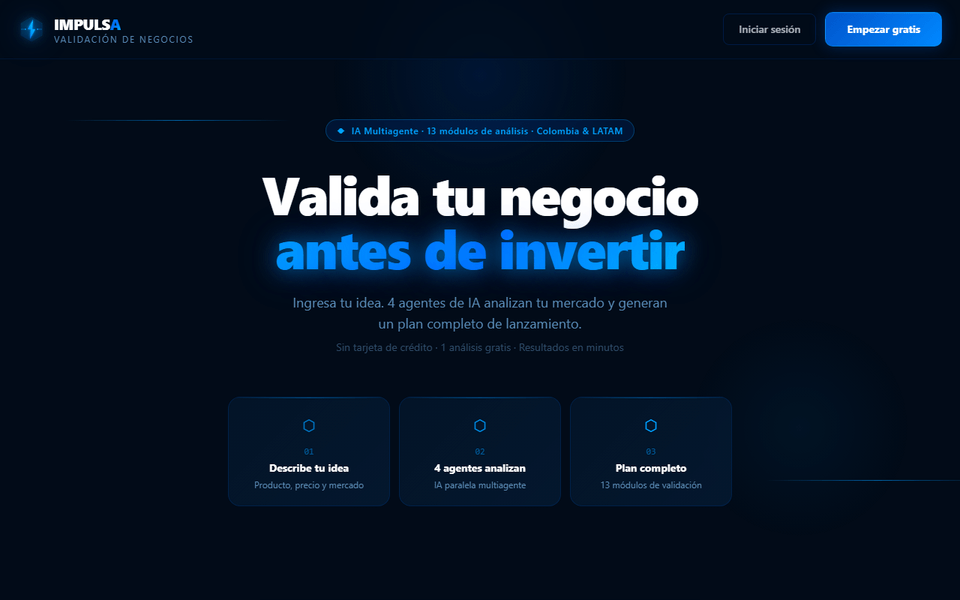 IMPULSA
VALIDACIÓN DE NEGOCIOS
Iniciar sesión
Empezar gratis
IA Multiagente · 13 módulos de análisis · Colombia & LATAM
Valida tu negocio
antes de invertir
Ingresa tu idea. 4 agentes de IA analizan tu mercado y generan
un plan completo de lanzamiento.
Sin tarjeta de crédito · 1 análisis gratis · Resultados en minutos
01
Describe tu idea
Producto, precio y mercado
02
4 agentes analizan
IA paralela multiagente
03
Plan completo
13 módulos de validación